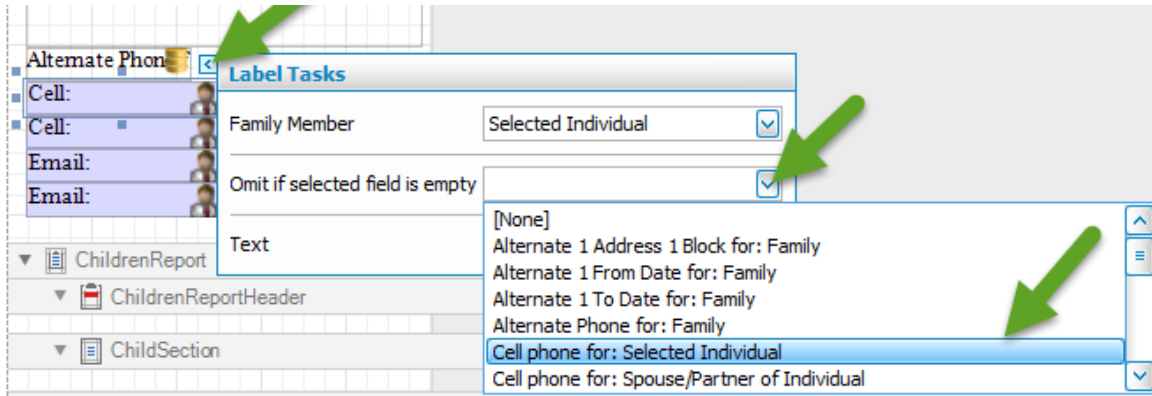 Alternate Phon
Label Tasks
Cell:
Family Member
Selected Individual
Cell:
Email:
Omit if selected field is empty
Email:
[None]
Text
Alternate 1 Address 1 Block for: Family
ChildrenReport
Alternate 1 From Date for: Family
ChildrenReportHeader
Alternate 1 To Date for: Family
Alternate Phone for: Family
ChildSection
Cell phone for: Selected Individual
Cell phone for: Spouse/Partner of Individual